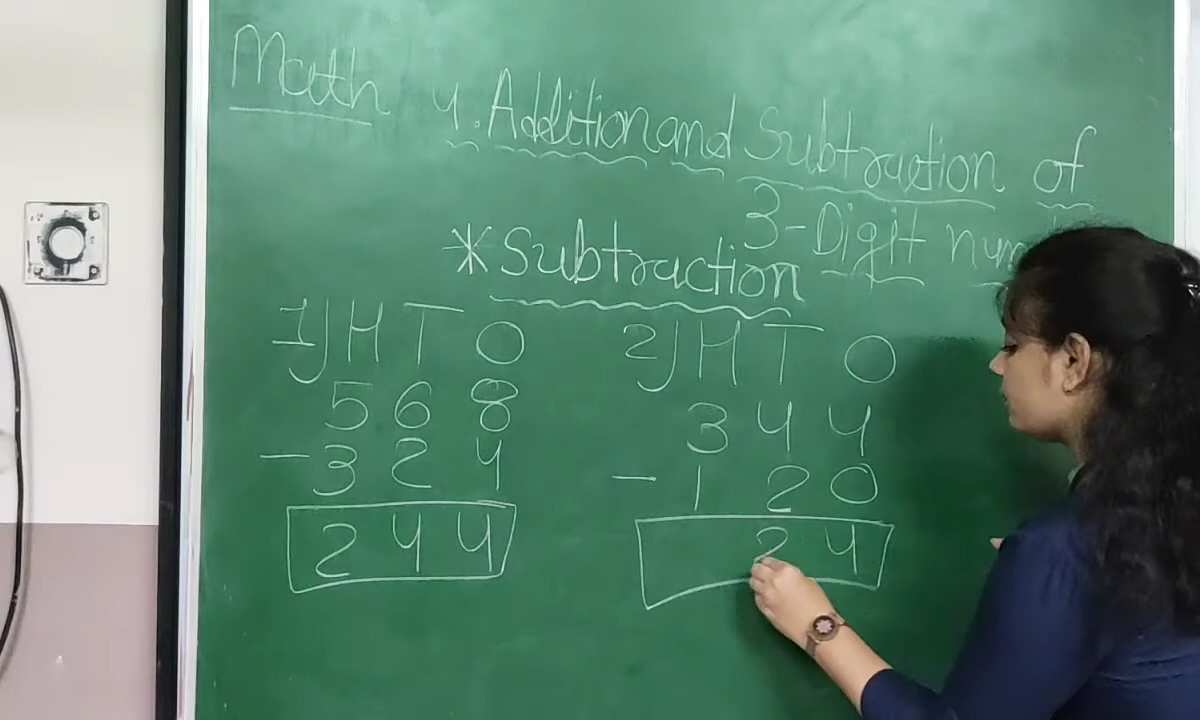 Math 4. Addition and Subtraction of
3-Digit
*Subtraction
1) H T O
5 6 8
- 3 2 4
2 4 4
2) H T O
3 4 4
- 1 2 0
2 4